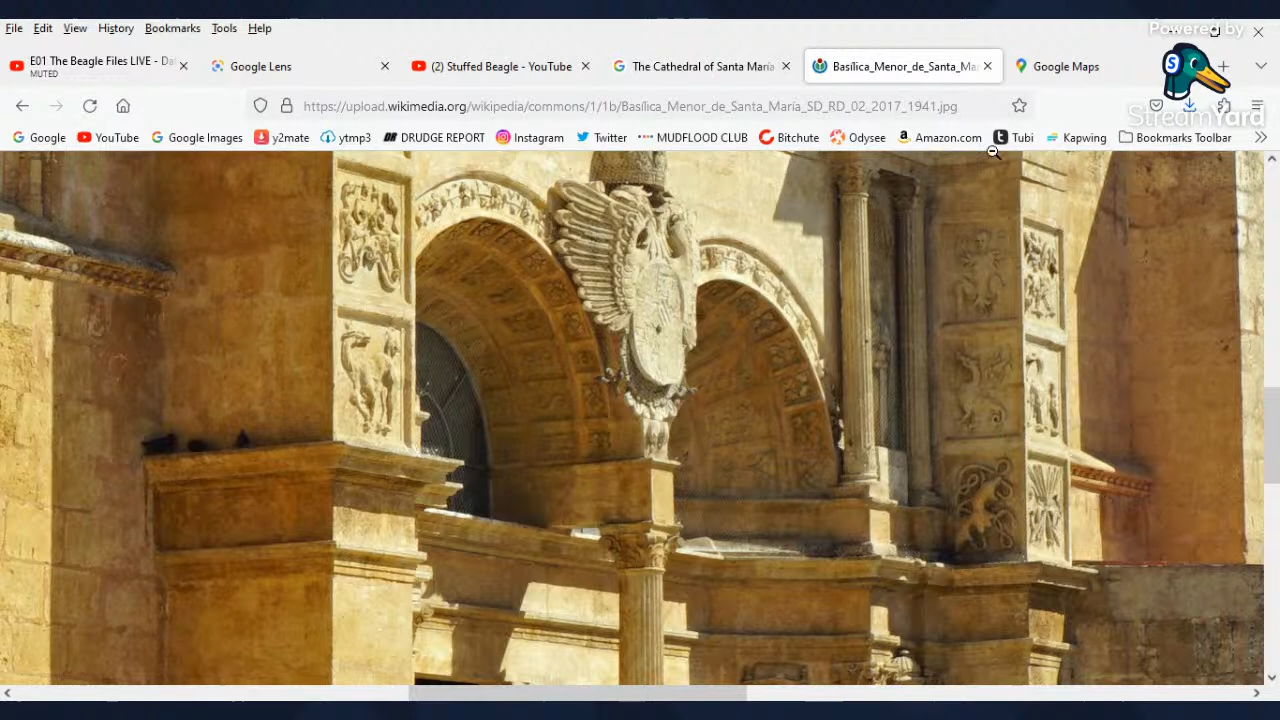 Powered by
File Edit View History Bookmarks Tools Help
E01 The Beagle Files LIVE - Da
MUTED
Google Lens
(2) Stuffed Beagle - YouTube
The Cathedral of Santa María
Basilica_Menor_de_Santa_Mar
Google Maps
StreamYard
https://upload.wikimedia.org/wikipedia/commons/1/1b/Basilica_Menor_de_Santa_Maria_SD_RD_02_2017_1941.jpg
Google YouTube Google Images y2mate ytmp3 DRUDGE REPORT Instagram Twitter MUDFLOOD CLUB Bitchute Odysee Amazon.com Tubi Kapwing Bookmarks Toolbar